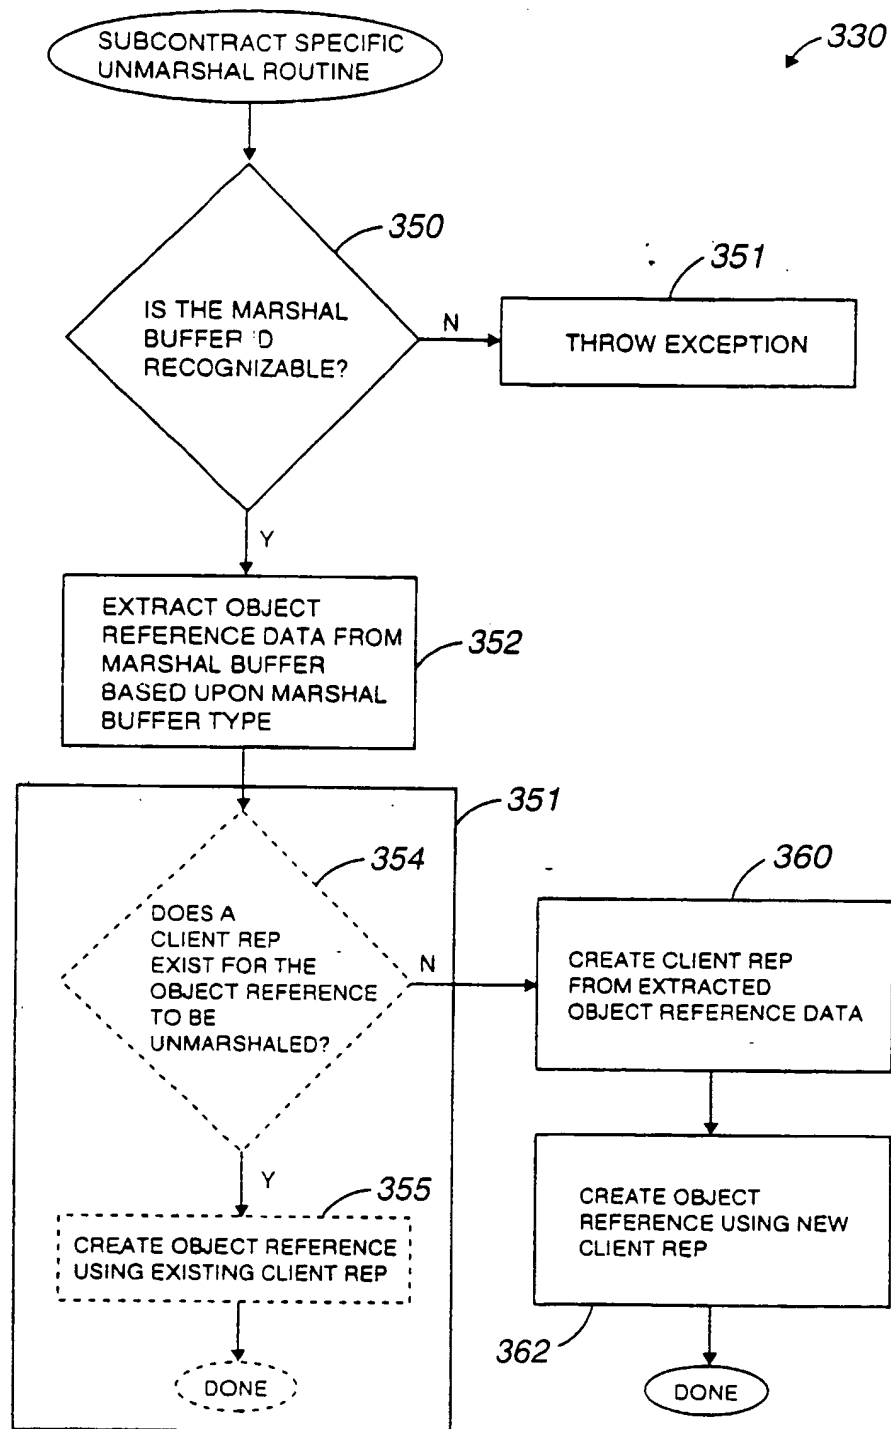 SUBCONTRACT SPECIFIC
UNMARSHAL ROUTINE
330
350
IS THE MARSHAL
BUFFER ID
RECOGNIZABLE?
N
351
THROW EXCEPTION
Y
EXTRACT OBJECT
REFERENCE DATA FROM
MARSHAL BUFFER
BASED UPON MARSHAL
BUFFER TYPE
352
351
354
DOES A
CLIENT REP
EXIST FOR THE
OBJECT REFERENCE
TO BE
UNMARSHALED?
N
360
CREATE CLIENT REP
FROM EXTRACTED
OBJECT REFERENCE DATA
Y
355
CREATE OBJECT REFERENCE
USING EXISTING CLIENT REP
CREATE OBJECT
REFERENCE USING NEW
CLIENT REP
362
DONE
DONE